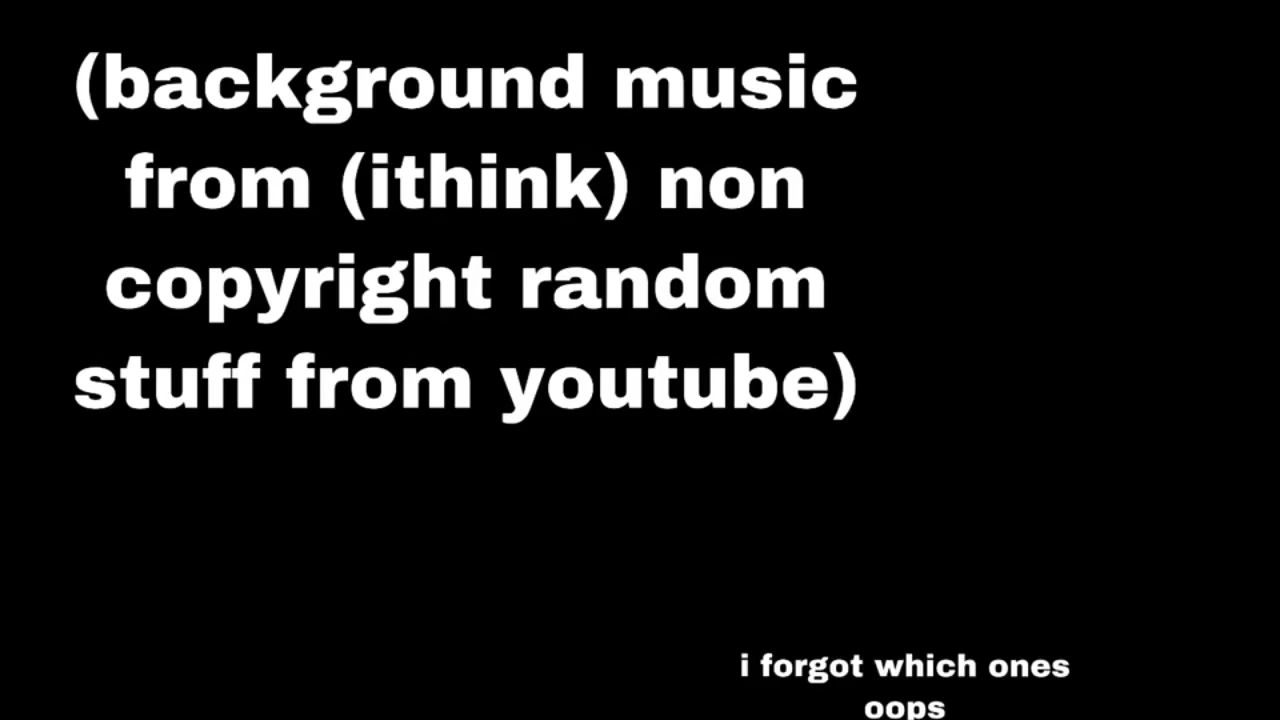 (background music
from (ithink) non
copyright random
stuff from youtube)
i forgot which ones
oops